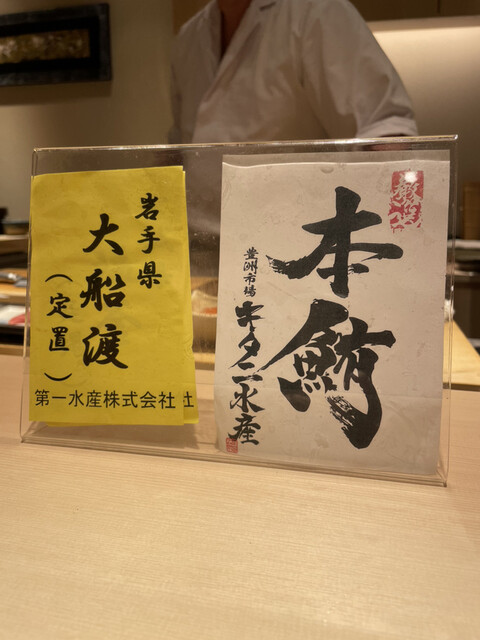 岩手県
大船渡
（定置）
第一水産株式会社
社
本鮪
豊洲市場
キタニ水産